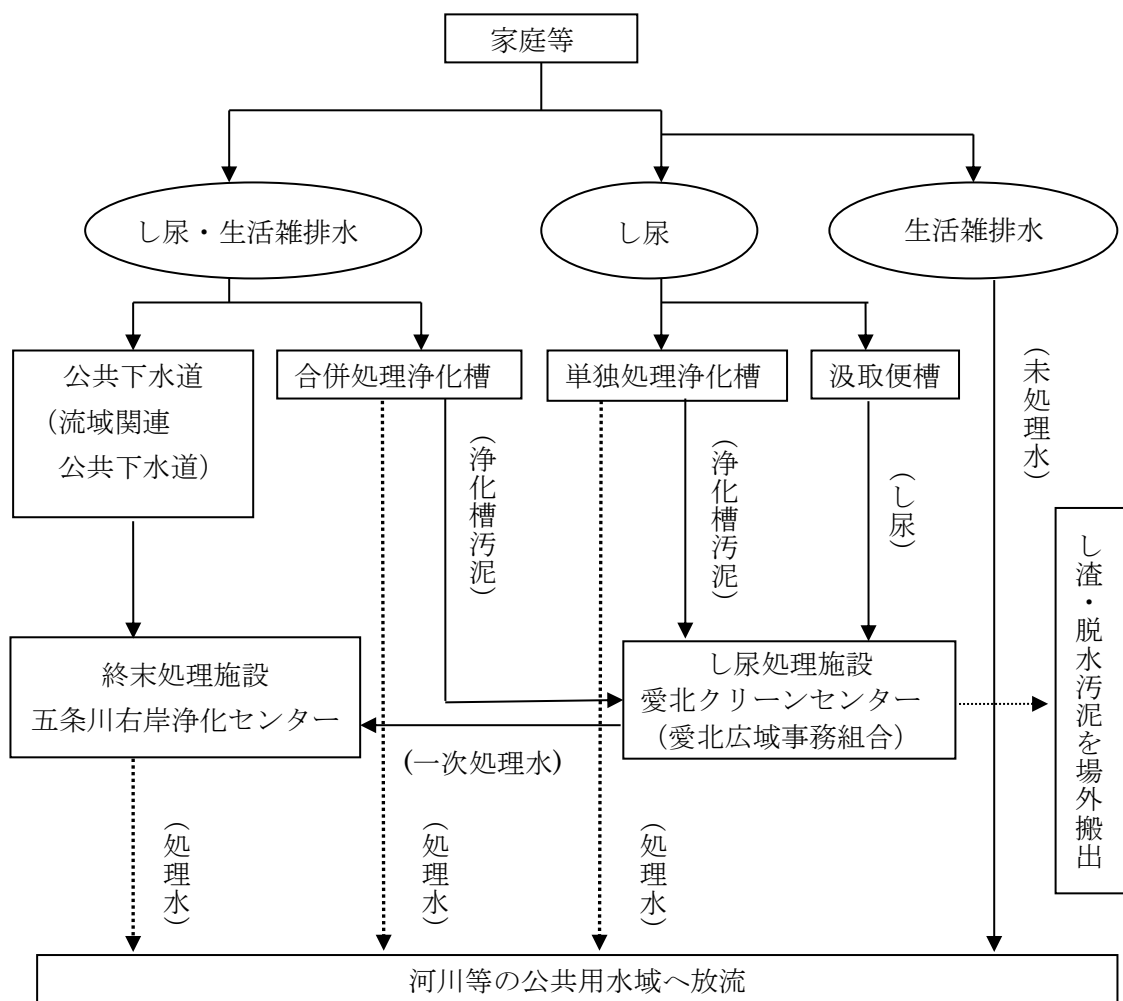 家庭等
し尿・生活雑排水
し尿
生活雑排水
公共下水道
（流域関連
公共下水道）
合併処理浄化槽
単独処理浄化槽
汲取便槽
（未処理水）
（浄化槽汚泥）
（浄化槽汚泥）
（し尿）
し渣・脱水汚泥を場外搬出
終末処理施設
五条川右岸浄化センター
し尿処理施設
愛北クリーンセンター
（愛北広域事務組合）
(一次処理水)
（処理水）
（処理水）
（処理水）
河川等の公共用水域へ放流